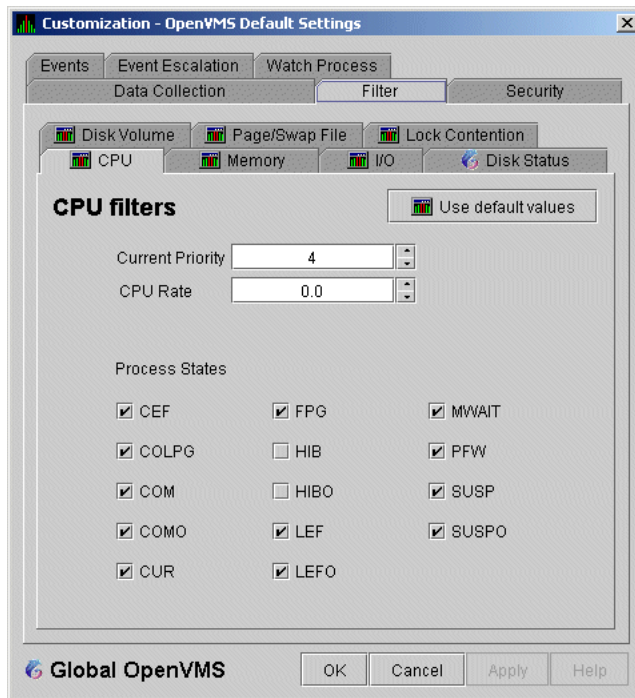 Customization - OpenVMS Default Settings
Events Event Escalation Watch Process
Data Collection Filter Security
Disk Volume Page/Swap File Lock Contention
CPU Memory I/O Disk Status
CPU filters Use default values
Current Priority 4
CPU Rate 0.0
Process States
CEF FPG MWAIT
COLPG HIB PFW
COM HIBO SUSP
COMO LEF SUSPO
CUR LEFO
Global OpenVMS OK Cancel Apply Help